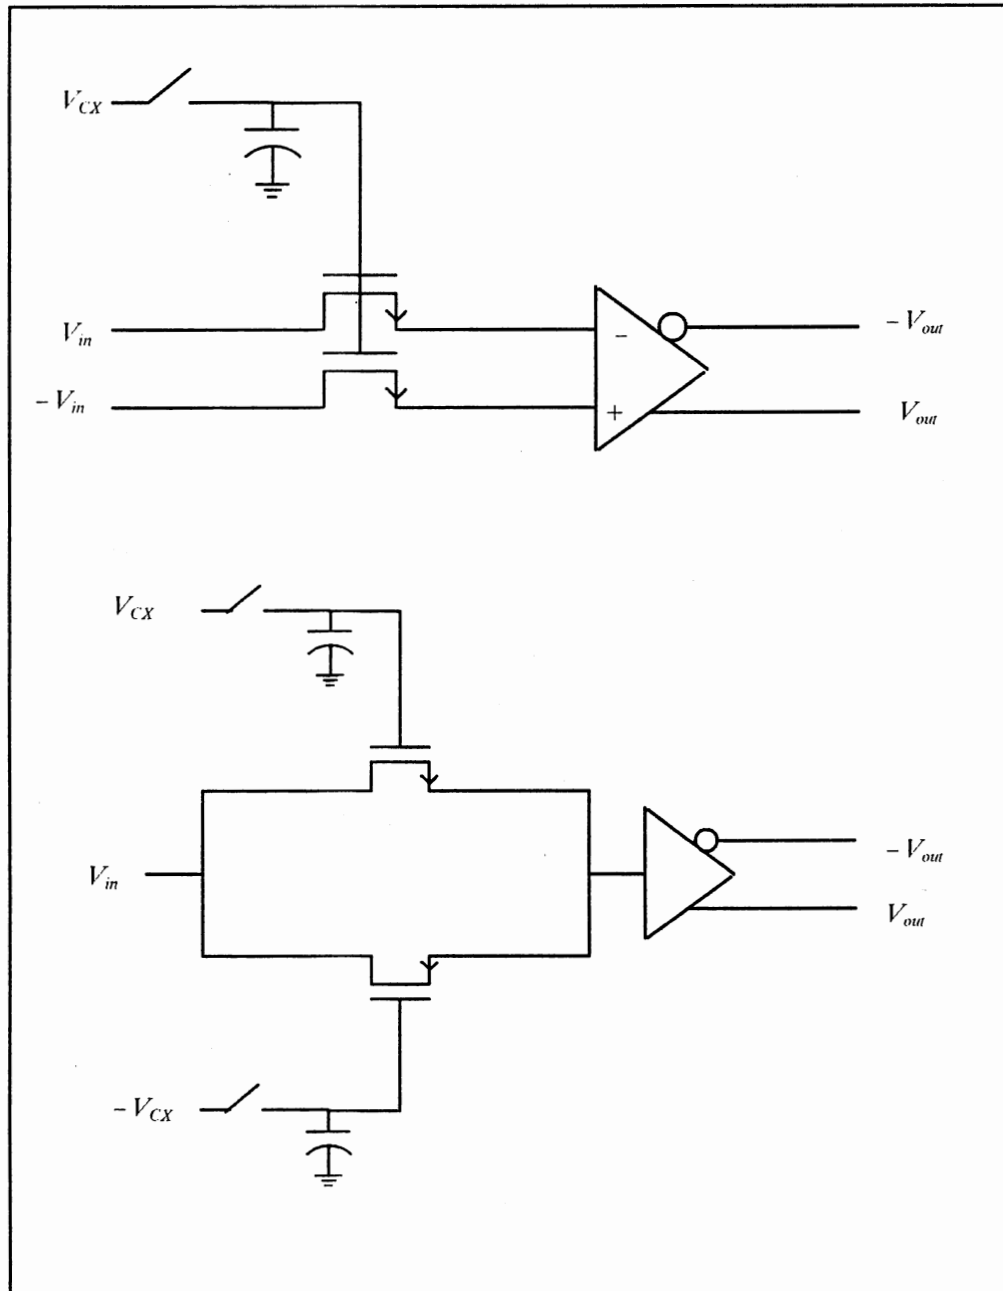 V_CX
V_in
− V_in
−
+
− V_out
V_out
V_CX
V_in
− V_out
V_out
− V_CX